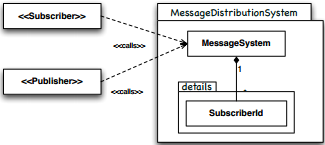 MessageDistributionSystem
<<Subscriber>>
MessageSystem
<<calls>>
1
<<Publisher>>
<<calls>>
details
SubscriberId